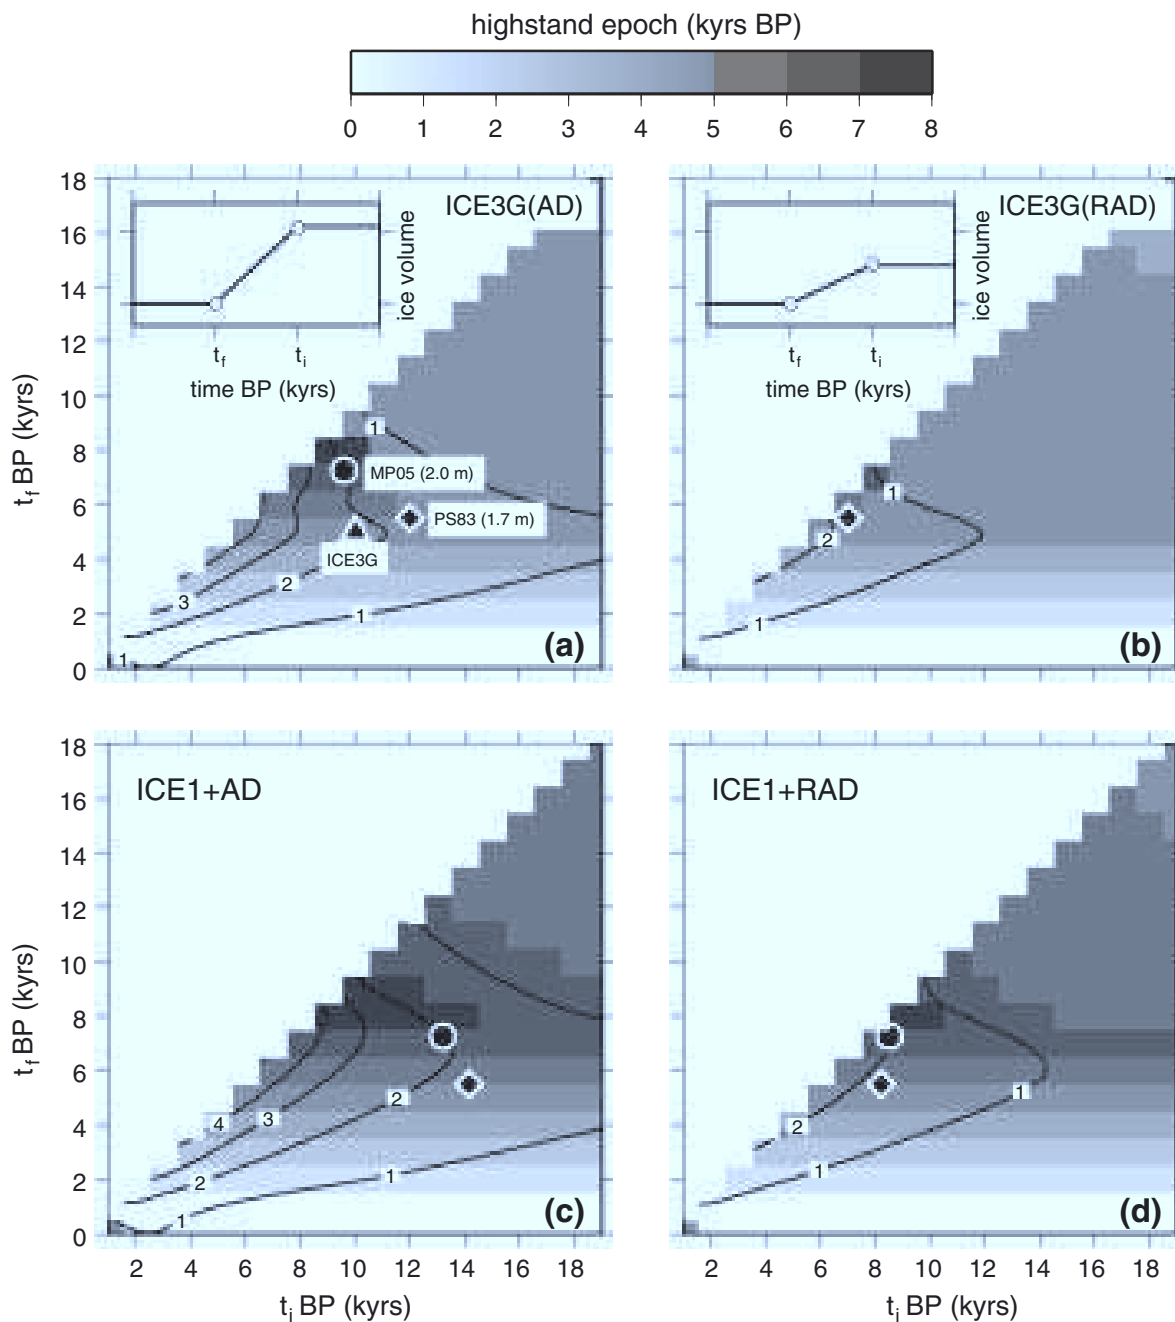 highstand epoch (kyrs BP)
0 1 2 3 4 5 6 7 8
ICE3G(AD)
18
16
14
12
10
8
6
4
2
0
t_f BP (kyrs)
ice volume
t_f t_i
time BP (kyrs)
1
MP05 (2.0 m)
PS83 (1.7 m)
ICE3G
3
2
1
1
(a)
ICE3G(RAD)
ice volume
t_f t_i
time BP (kyrs)
1
2
1
(b)
ICE1+AD
18
16
14
12
10
8
6
4
2
0
t_f BP (kyrs)
4
3
2
2
1
1
(c)
2 4 6 8 10 12 14 16 18
t_i BP (kyrs)
ICE1+RAD
1
2
1
(d)
2 4 6 8 10 12 14 16 18
t_i BP (kyrs)